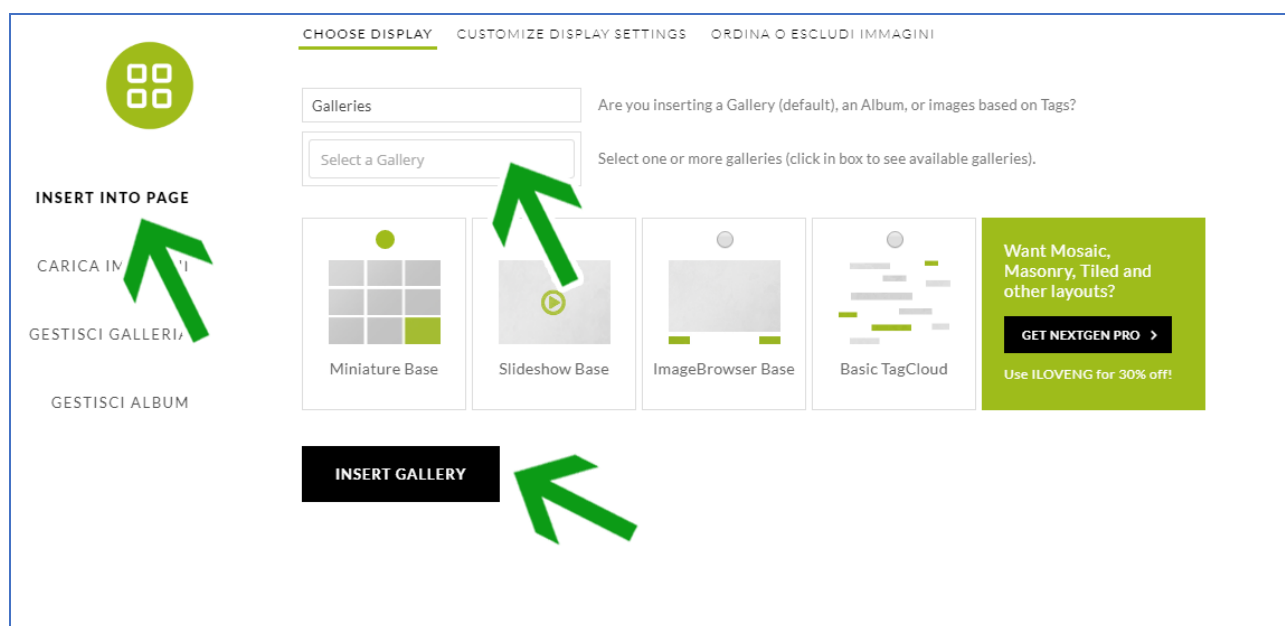 CHOOSE DISPLAY CUSTOMIZE DISPLAY SETTINGS ORDINA O ESCLUDI IMMAGINI
Galleries Are you inserting a Gallery (default), an Album, or images based on Tags?
Select a Gallery Select one or more galleries (click in box to see available galleries).
INSERT INTO PAGE
CARICA
GESTISCI
GESTISCI ALBUM
Miniature Base
Slideshow Base
ImageBrowser Base
Basic TagCloud
Want Mosaic,
Masonry, Tiled and
other layouts?
GET NEXTGEN PRO >
Use ILOVENG for 30% off!
INSERT GALLERY